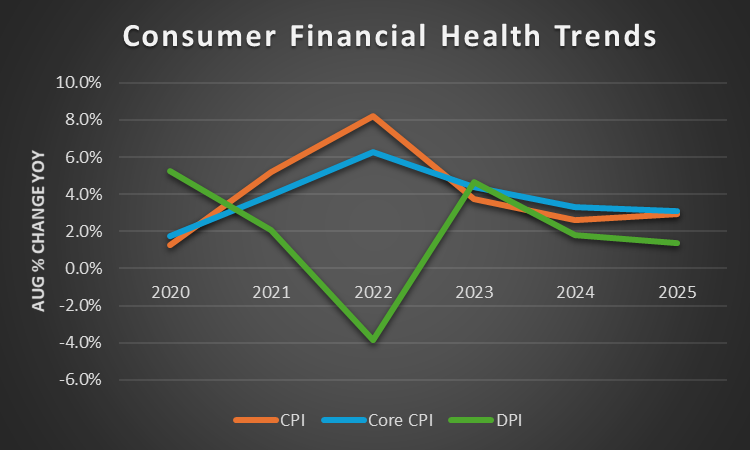 Consumer Financial Health Trends
AUG % CHANGE YOY
10.0%
8.0%
6.0%
4.0%
2.0%
0.0%
-2.0%
-4.0%
-6.0%
2020 2021 2022 2023 2024 2025
CPI Core CPI DPI